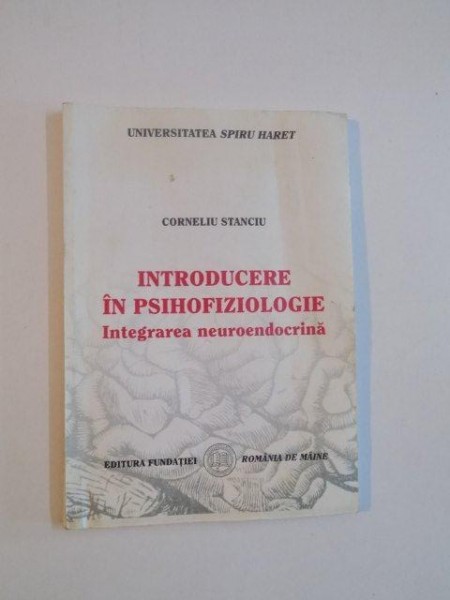 UNIVERSITATEA SPIRU HARET
CORNELIU STANCIU
INTRODUCERE
ÎN PSIHOFIZIOLOGIE
Integrarea neuroendocrină
EDITURA FUNDAȚIEI ROMÂNIA DE MÂINE